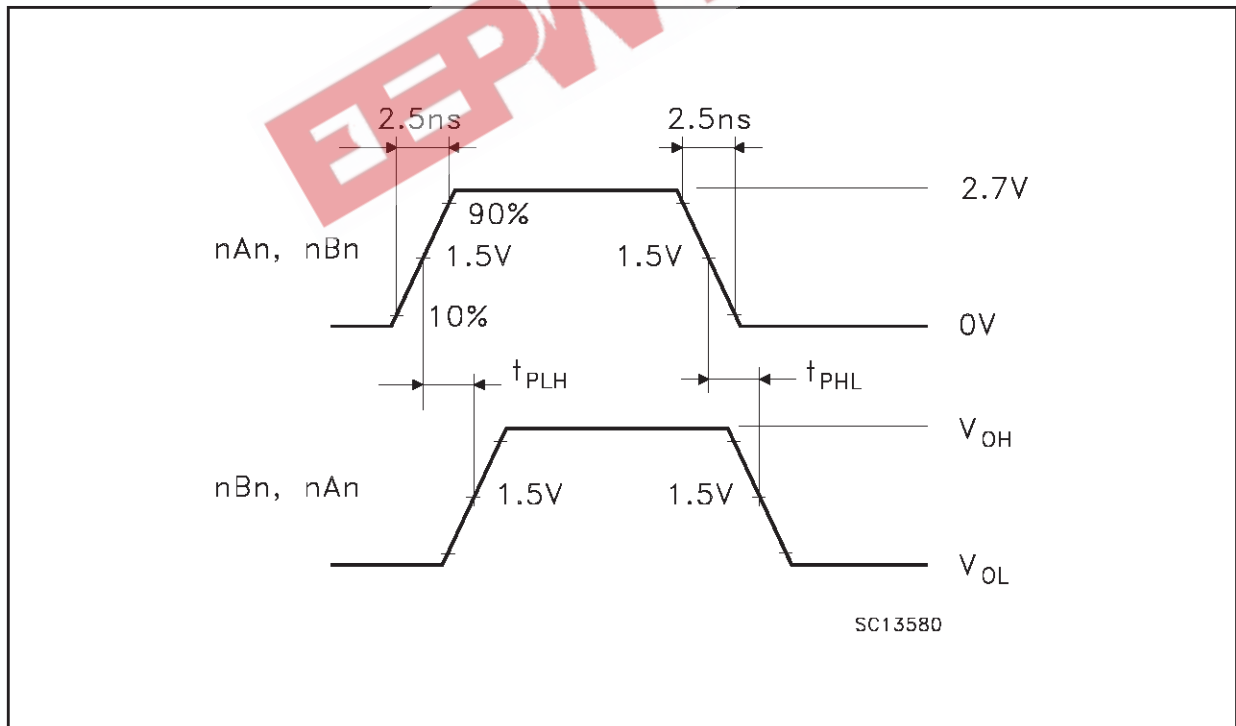 EEPW
2.5ns 2.5ns
2.7V
90%
nAn, nBn 1.5V 1.5V
10% 0V
tPLH tPHL
VOH
nBn, nAn 1.5V 1.5V
VOL
SC13580